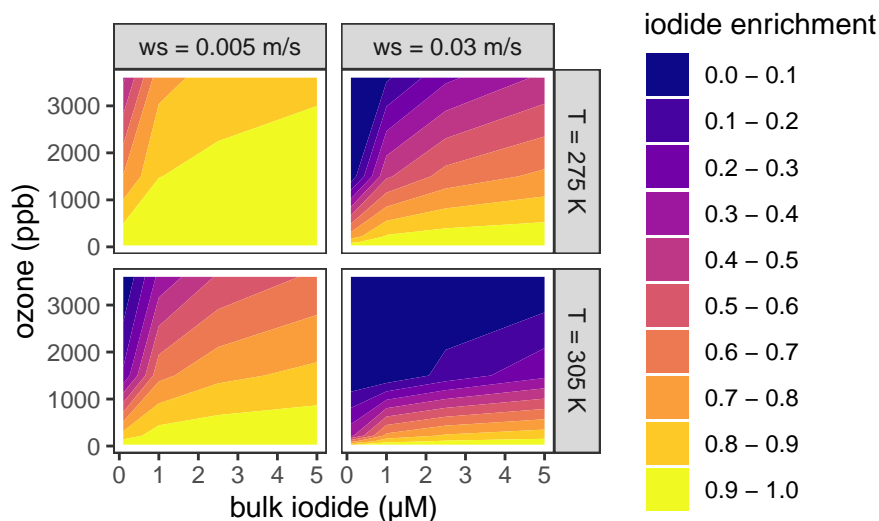 ws = 0.005 m/s
ws = 0.03 m/s
iodide enrichment
0.0 – 0.1
0.1 – 0.2
0.2 – 0.3
0.3 – 0.4
0.4 – 0.5
0.5 – 0.6
0.6 – 0.7
0.7 – 0.8
0.8 – 0.9
0.9 – 1.0
ozone (ppb)
3000
2000
1000
0
T = 275 K
3000
2000
1000
0
T = 305 K
0 1 2 3 4 5
0 1 2 3 4 5
bulk iodide (µM)